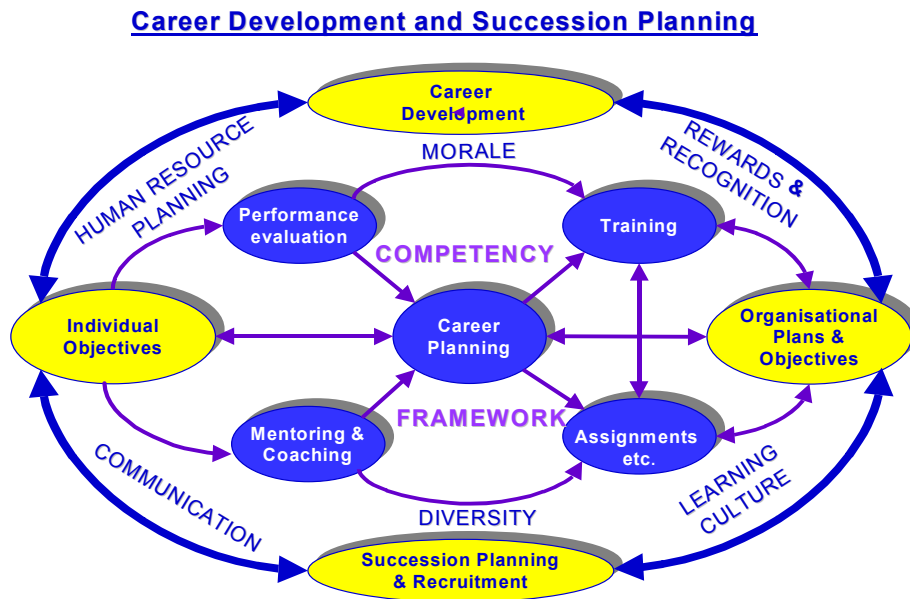 Career Development and Succession Planning
Career
Development
HUMAN RESOURCE
PLANNING
MORALE
REWARDS &
RECOGNITION
Performance
evaluation
Training
COMPETENCY
Individual
Objectives
Career
Planning
Organisational
Plans &
Objectives
FRAMEWORK
Mentoring &
Coaching
Assignments
etc.
COMMUNICATION
DIVERSITY
LEARNING
CULTURE
Succession Planning
& Recruitment